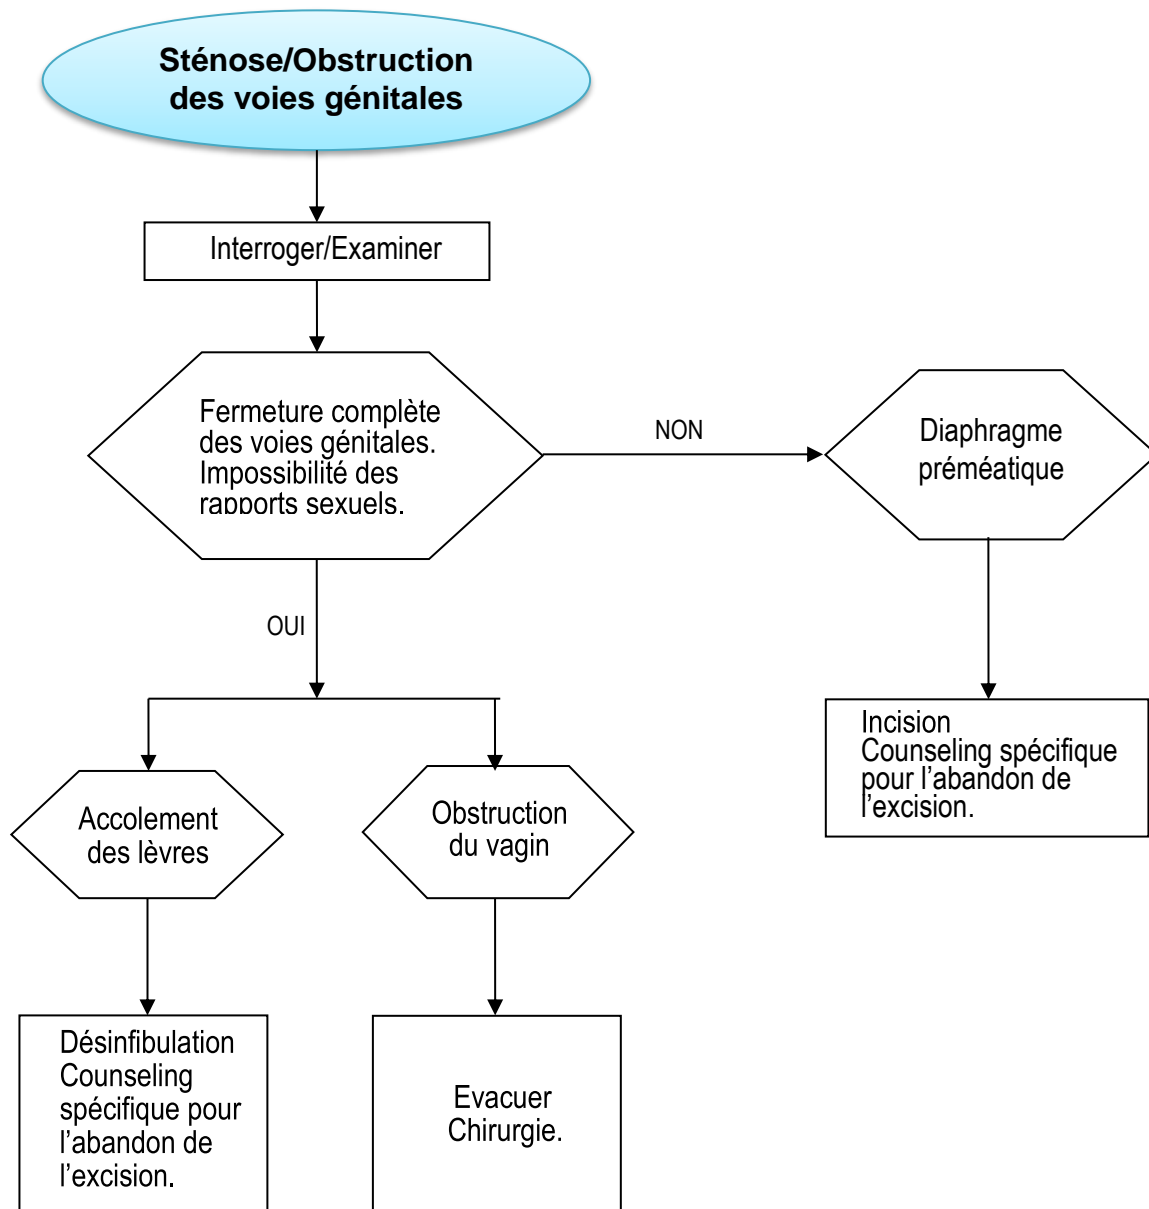 Sténose/Obstruction
des voies génitales
Interroger/Examiner
Fermeture complète
des voies génitales.
Impossibilité des
rapports sexuels.
NON
Diaphragme
préméatique
OUI
Incision
Counseling spécifique
pour l’abandon de
l’excision.
Accolement
des lèvres
Obstruction
du vagin
Désinfibulation
Counseling
spécifique pour
l’abandon de
l’excision.
Evacuer
Chirurgie.